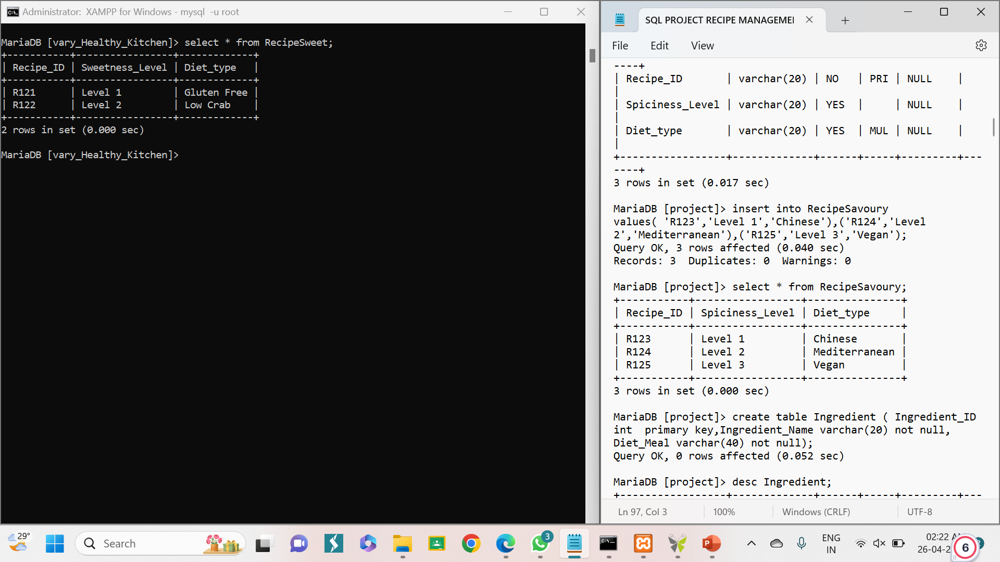 Administrator:  XAMPP for Windows - mysql  -u root
MariaDB [vary_Healthy_Kitchen]> select * from RecipeSweet;
+-----------+-----------------+-------------+
| Recipe_ID | Sweetness_Level | Diet_type   |
+-----------+-----------------+-------------+
| R121      | Level 1         | Gluten Free |
| R122      | Level 2         | Low Crab    |
+-----------+-----------------+-------------+
2 rows in set (0.000 sec)
MariaDB [vary_Healthy_Kitchen]>
SQL PROJECT RECIPE MANAGEME
File Edit View
----+
| Recipe_ID       | varchar(20) | NO   | PRI | NULL    |
|
| Spiciness_Level | varchar(20) | YES  |     | NULL    |
|
| Diet_type       | varchar(20) | YES  | MUL | NULL    |
|
+-----------------+-------------+------+-----+---------+---
----+
3 rows in set (0.017 sec)
MariaDB [project]> insert into RecipeSavoury
values( 'R123','Level 1','Chinese'),('R124','Level
2','Mediterranean'),('R125','Level 3','Vegan');
Query OK, 3 rows affected (0.040 sec)
Records: 3  Duplicates: 0  Warnings: 0
MariaDB [project]> select * from RecipeSavoury;
+-----------+-----------------+---------------+
| Recipe_ID | Spiciness_Level | Diet_type     |
+-----------+-----------------+---------------+
| R123      | Level 1         | Chinese       |
| R124      | Level 2         | Mediterranean |
| R125      | Level 3         | Vegan         |
+-----------+-----------------+---------------+
3 rows in set (0.000 sec)
MariaDB [project]> create table Ingredient ( Ingredient_ID
int  primary key,Ingredient_Name varchar(20) not null,
Diet_Meal varchar(40) not null);
Query OK, 0 rows affected (0.052 sec)
MariaDB [project]> desc Ingredient;
+-----------------+-------------+------+-----+---------+---
Ln 97, Col 3 100% Windows (CRLF) UTF-8
29°
Search
3
ENG
IN
02:22
26-04-2
6